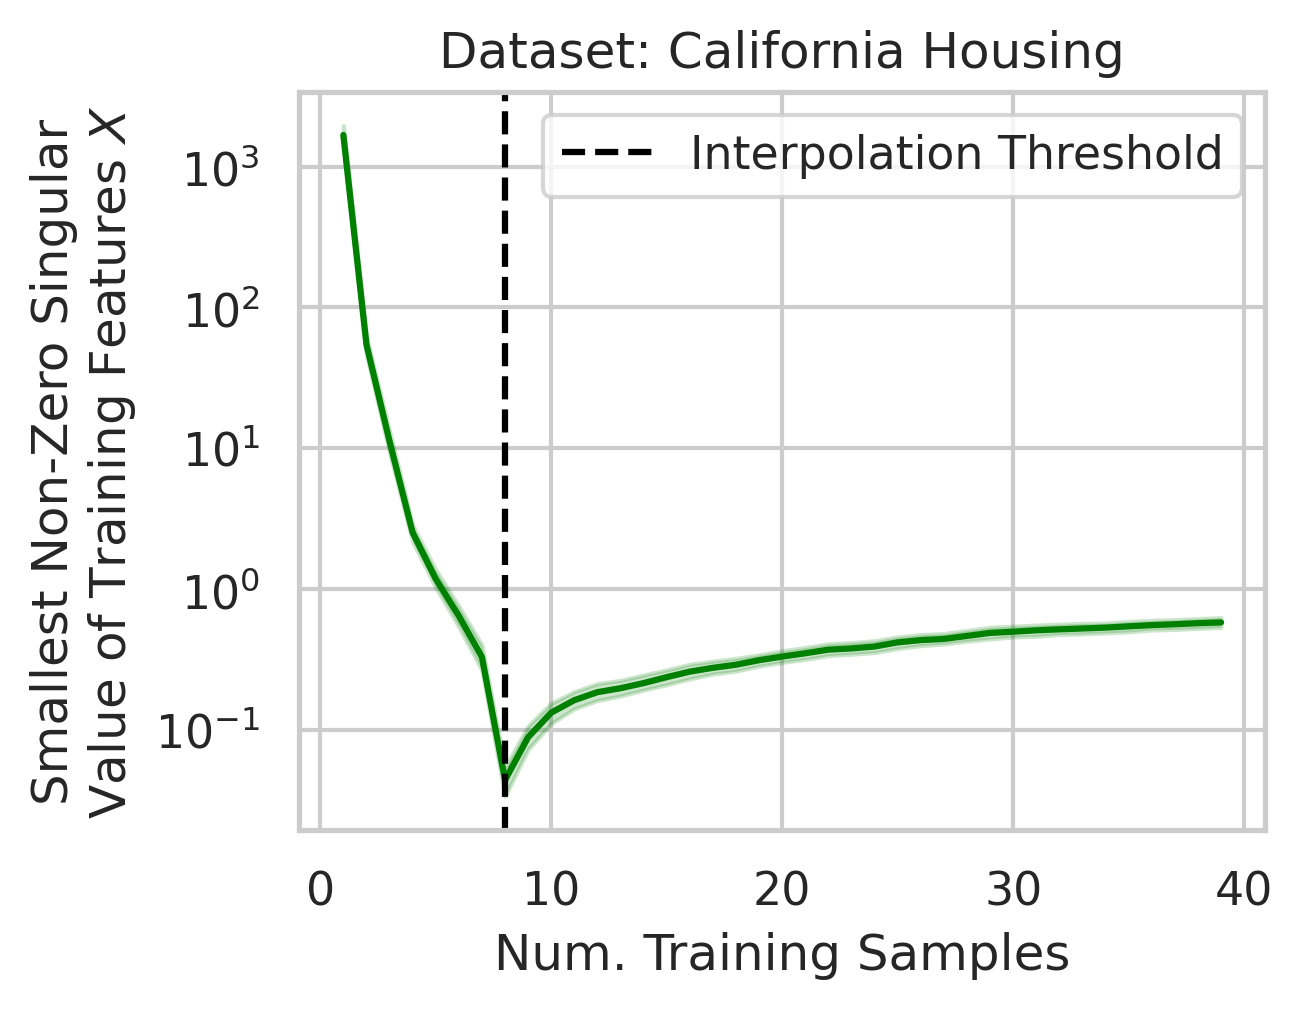 Dataset: California Housing
Smallest Non-Zero Singular
Value of Training Features X
10³
10²
10¹
10⁰
10⁻¹
Interpolation Threshold
0 10 20 30 40
Num. Training Samples